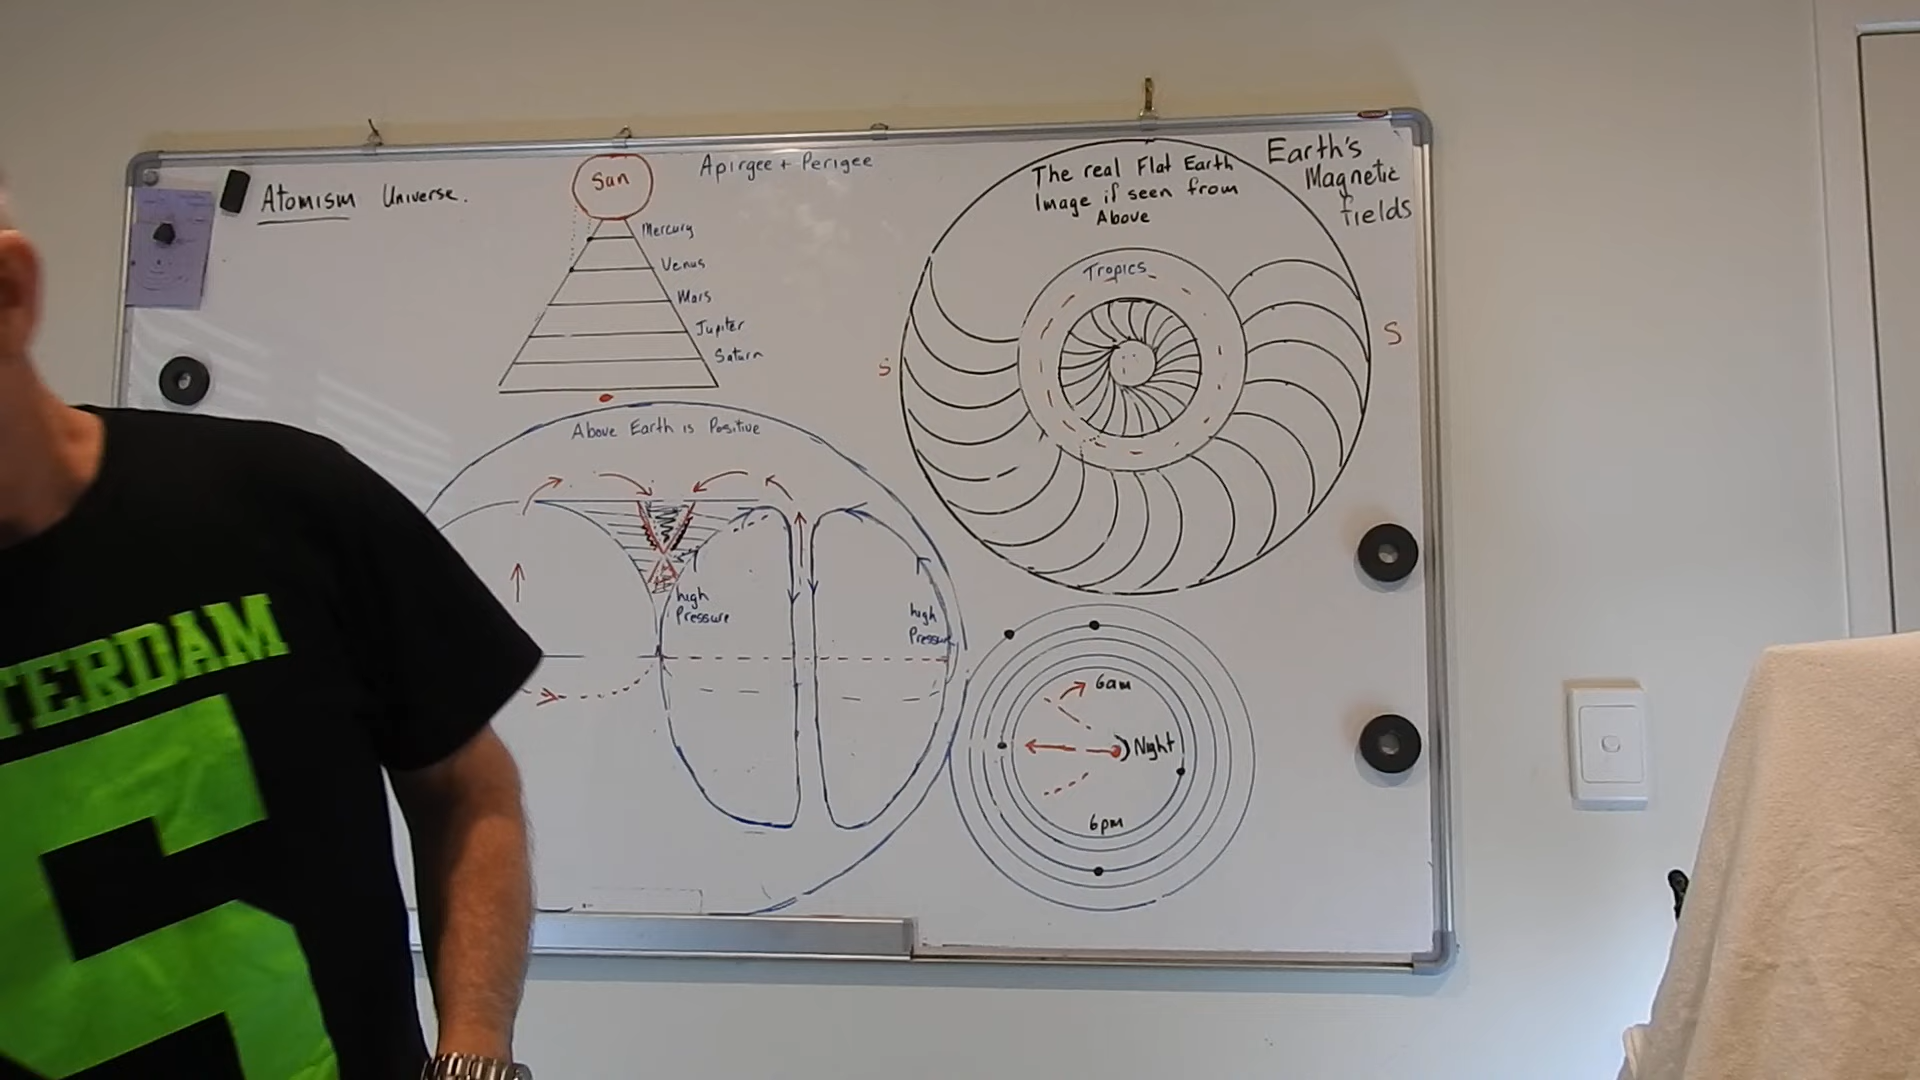 Atomism Universe.
Sun
Apirgee + Perigee
Mercury
Venus
Mars
Jupiter
Saturn
Above Earth is Positive
high
Pressure
high
Pressure
The real Flat Earth
Image if seen from
Above
Tropics
Earth's
Magnetic
fields
S
S
6am
Night
6pm
TERDAM
5